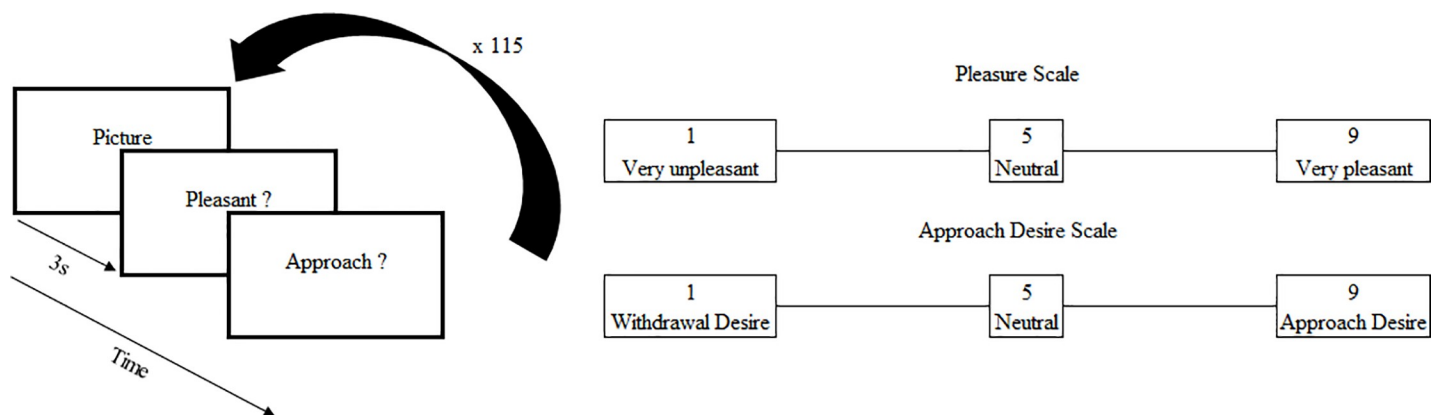 x 115
Picture
Pleasant ?
Approach ?
3s
Time
Pleasure Scale
1
Very unpleasant
5
Neutral
9
Very pleasant
Approach Desire Scale
1
Withdrawal Desire
5
Neutral
9
Approach Desire